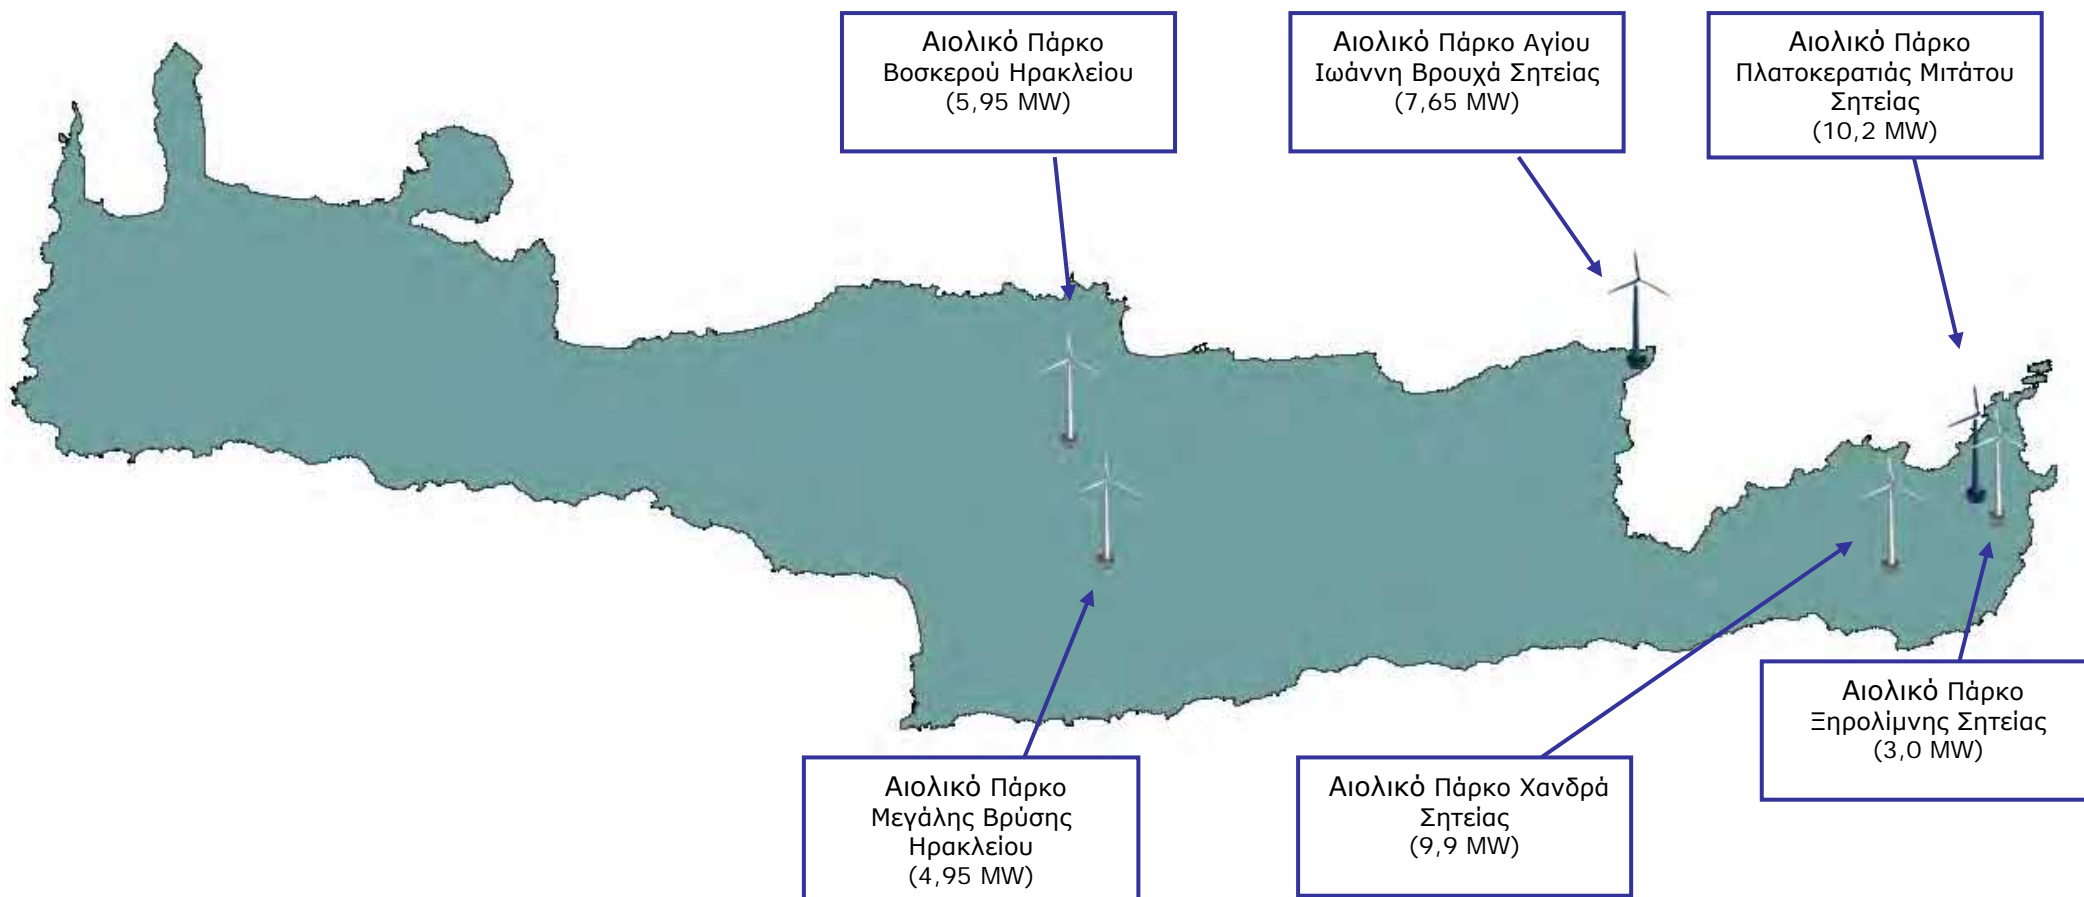 Αιολικό Πάρκο
Βοσκερού Ηρακλείου
(5,95 MW)
Αιολικό Πάρκο Αγίου
Ιωάννη Βρουχά Σητείας
(7,65 MW)
Αιολικό Πάρκο
Πλατοκερατιάς Μιτάτου
Σητείας
(10,2 MW)
Αιολικό Πάρκο
Μεγάλης Βρύσης
Ηρακλείου
(4,95 MW)
Αιολικό Πάρκο Χανδρά
Σητείας
(9,9 MW)
Αιολικό Πάρκο
Ξηρολίμνης Σητείας
(3,0 MW)